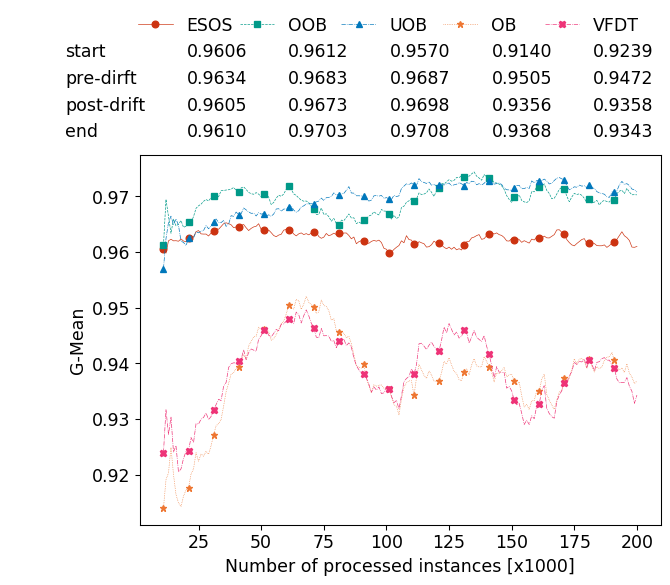 ESOS OOB UOB OB VFDT
start 0.9606 0.9612 0.9570 0.9140 0.9239
pre-dirft 0.9634 0.9683 0.9687 0.9505 0.9472
post-drift 0.9605 0.9673 0.9698 0.9356 0.9358
end 0.9610 0.9703 0.9708 0.9368 0.9343
0.97
0.96
0.95
0.94
0.93
0.92
G-Mean
25 50 75 100 125 150 175 200
Number of processed instances [x1000]